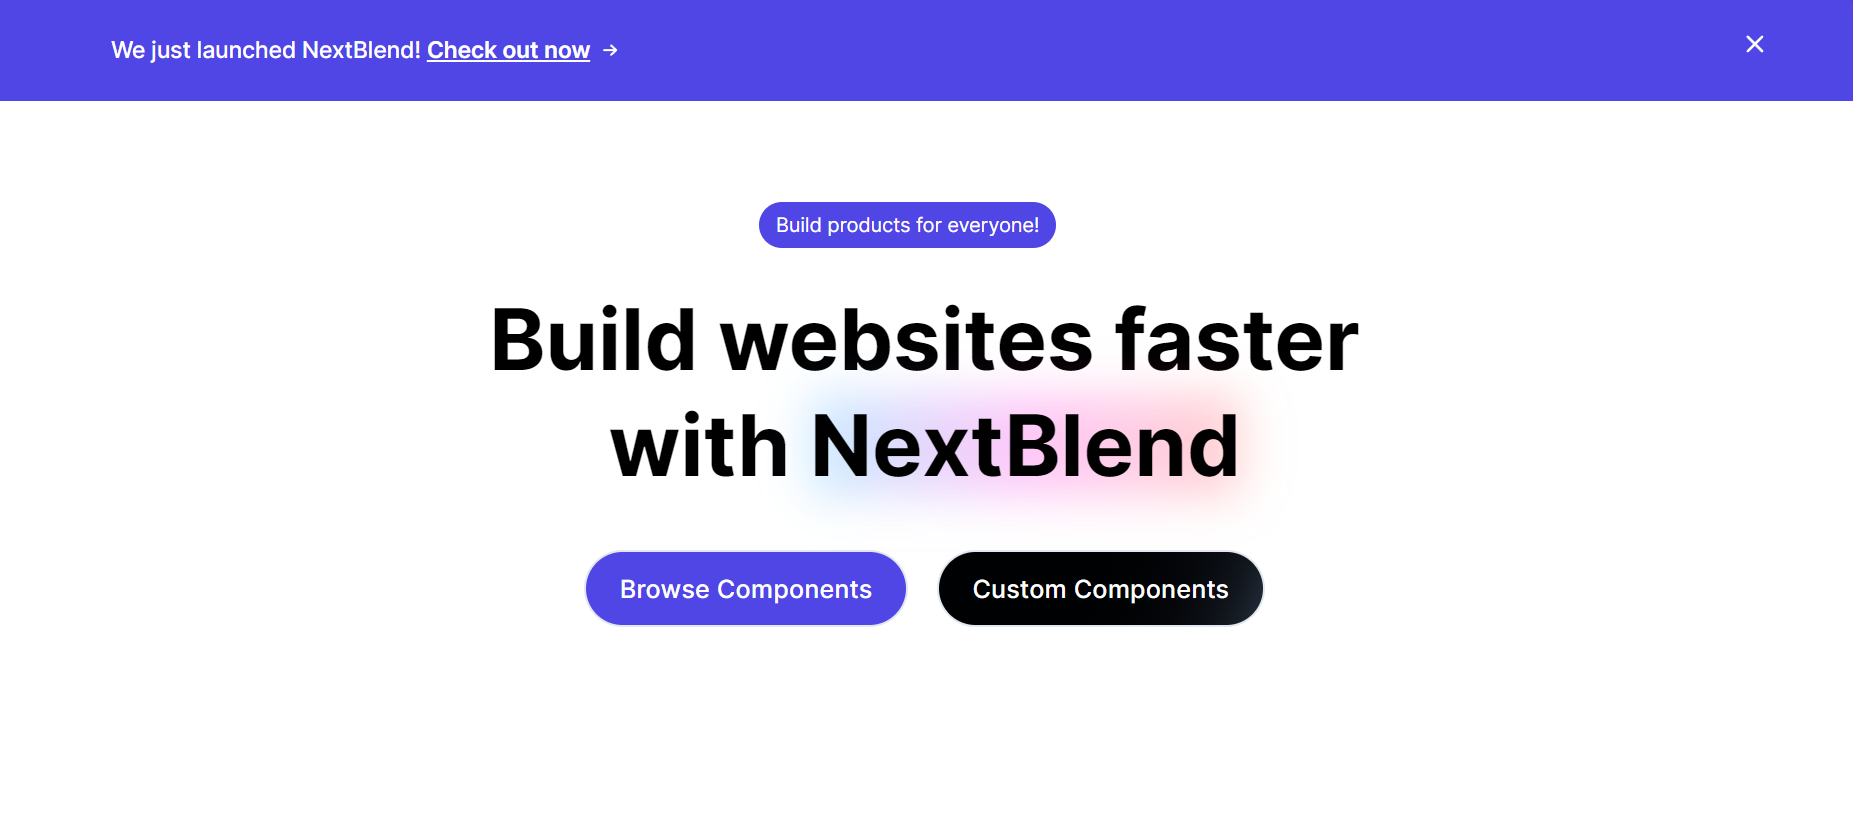 We just launched NextBlend! Check out now →
Build products for everyone!
Build websites faster
with NextBlend
Browse Components
Custom Components